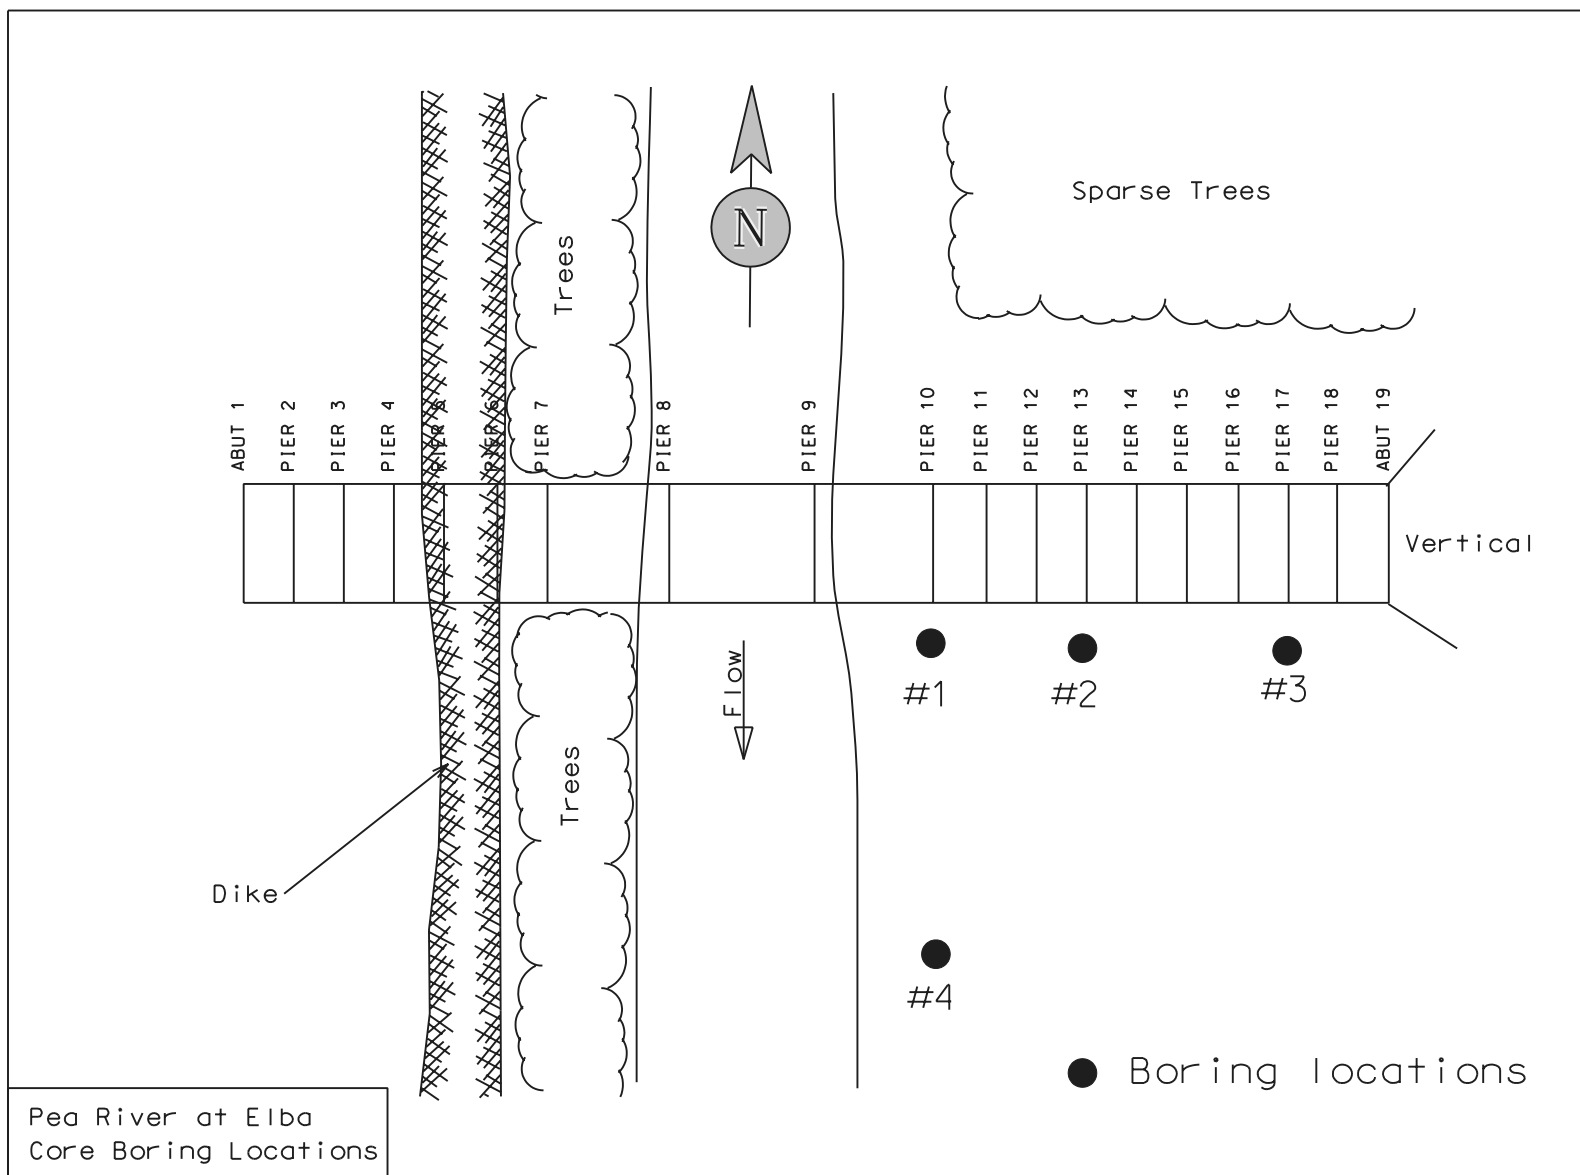 N
Sparse Trees
Trees
ABUT 1
PIER 2
PIER 3
PIER 4
PIER 5
PIER 6
PIER 7
PIER 8
PIER 9
PIER 10
PIER 11
PIER 12
PIER 13
PIER 14
PIER 15
PIER 16
PIER 17
PIER 18
ABUT 19
Vertical
Flow
#1
#2
#3
Trees
Dike
#4
Boring locations
Pea River at Elba
Core Boring Locations